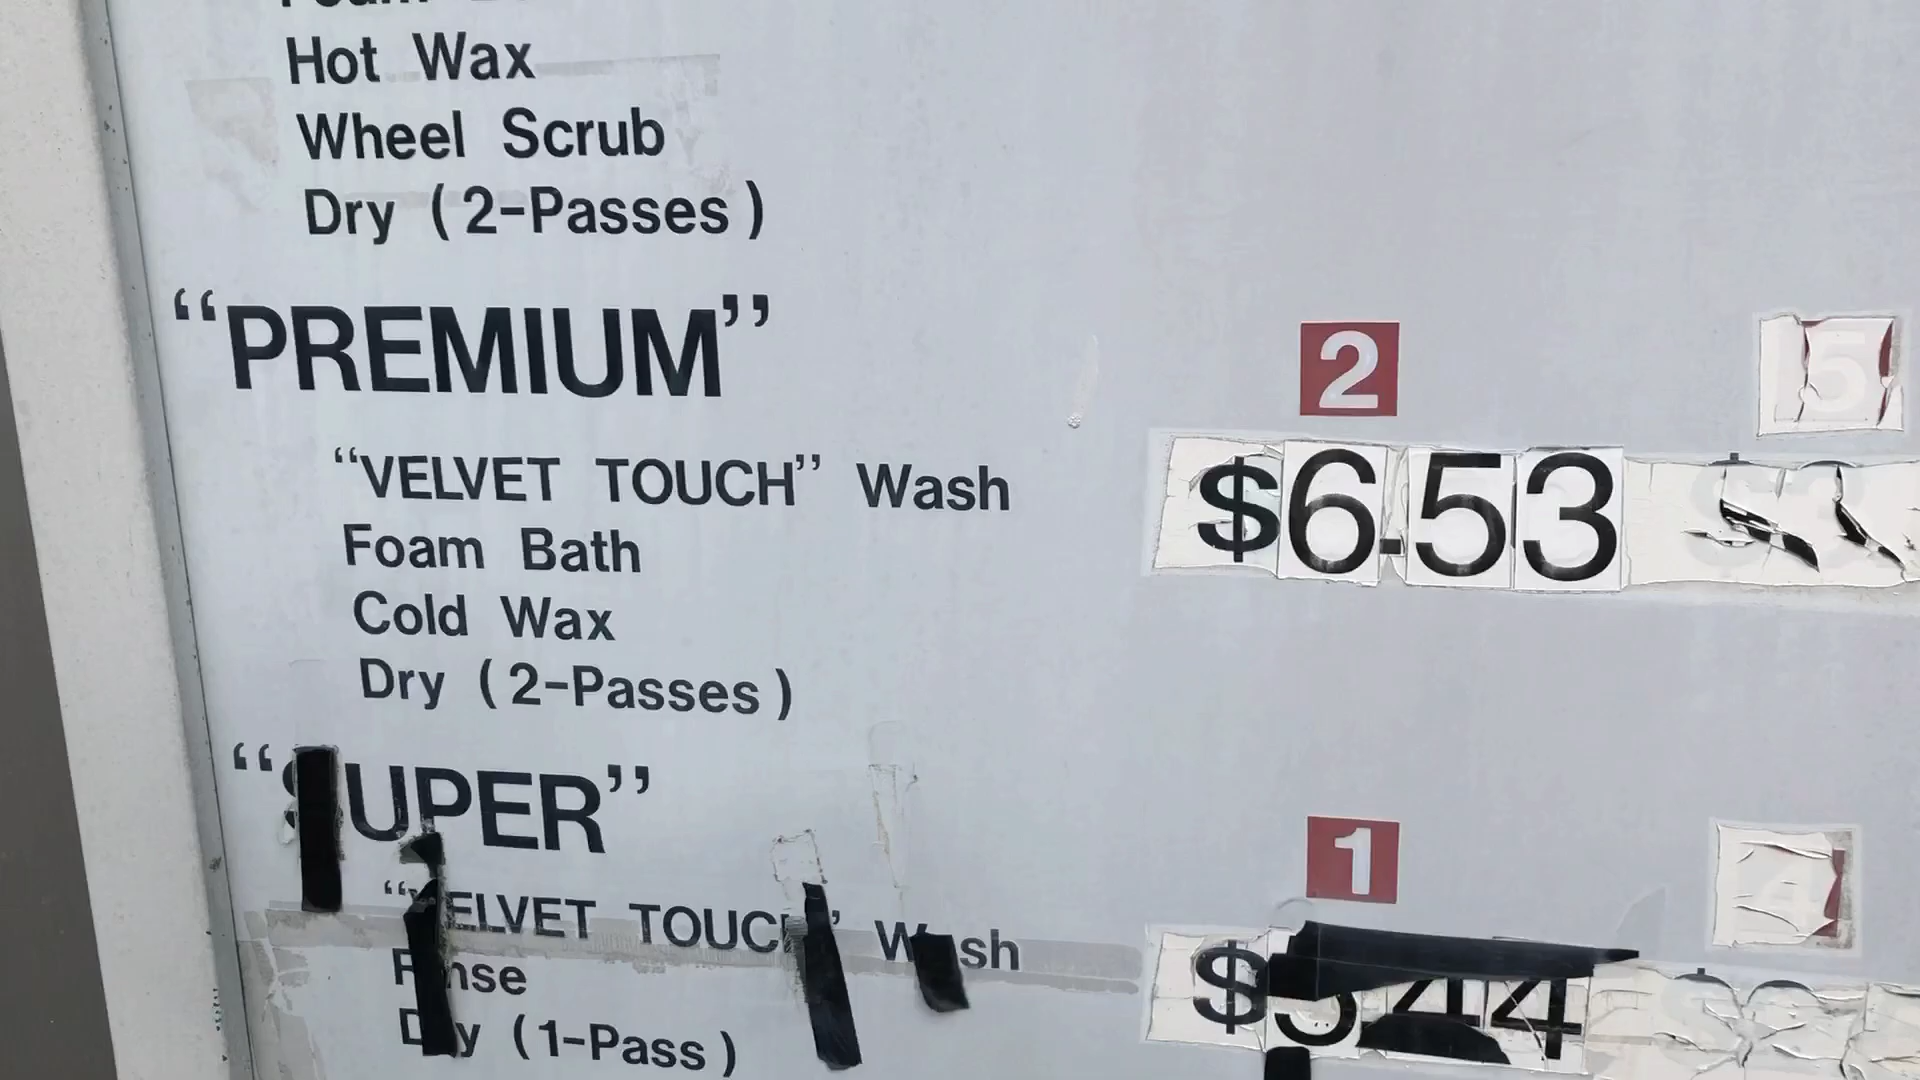 Hot Wax
Wheel Scrub
Dry (2-Passes)
“PREMIUM”
2
5
“VELVET TOUCH” Wash
$6.53
Foam Bath
Cold Wax
Dry (2-Passes)
“SUPER”
1
“VELVET TOUCH” Wash
Rinse
Dry (1-Pass)